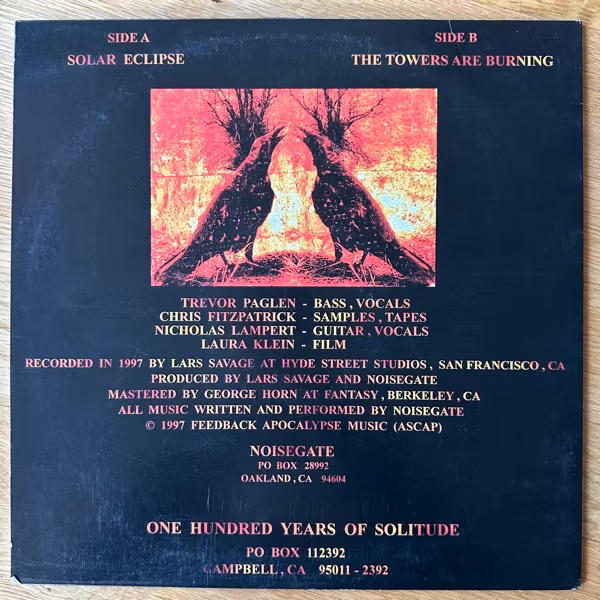 SIDE A
SOLAR ECLIPSE
SIDE B
THE TOWERS ARE BURNING
TREVOR PAGLEN - BASS, VOCALS
CHRIS FITZPATRICK - SAMPLES, TAPES
NICHOLAS LAMPERT - GUITAR, VOCALS
LAURA KLEIN - FILM
RECORDED IN 1997 BY LARS SAVAGE AT HYDE STREET STUDIOS, SAN FRANCISCO, CA
PRODUCED BY LARS SAVAGE AND NOISEGATE
MASTERED BY GEORGE HORN AT FANTASY, BERKELEY, CA
ALL MUSIC WRITTEN AND PERFORMED BY NOISEGATE
© 1997 FEEDBACK APOCALYPSE MUSIC (ASCAP)
NOISEGATE
PO BOX 28992
OAKLAND, CA 94604
ONE HUNDRED YEARS OF SOLITUDE
PO BOX 112392
CAMPBELL, CA 95011 - 2392